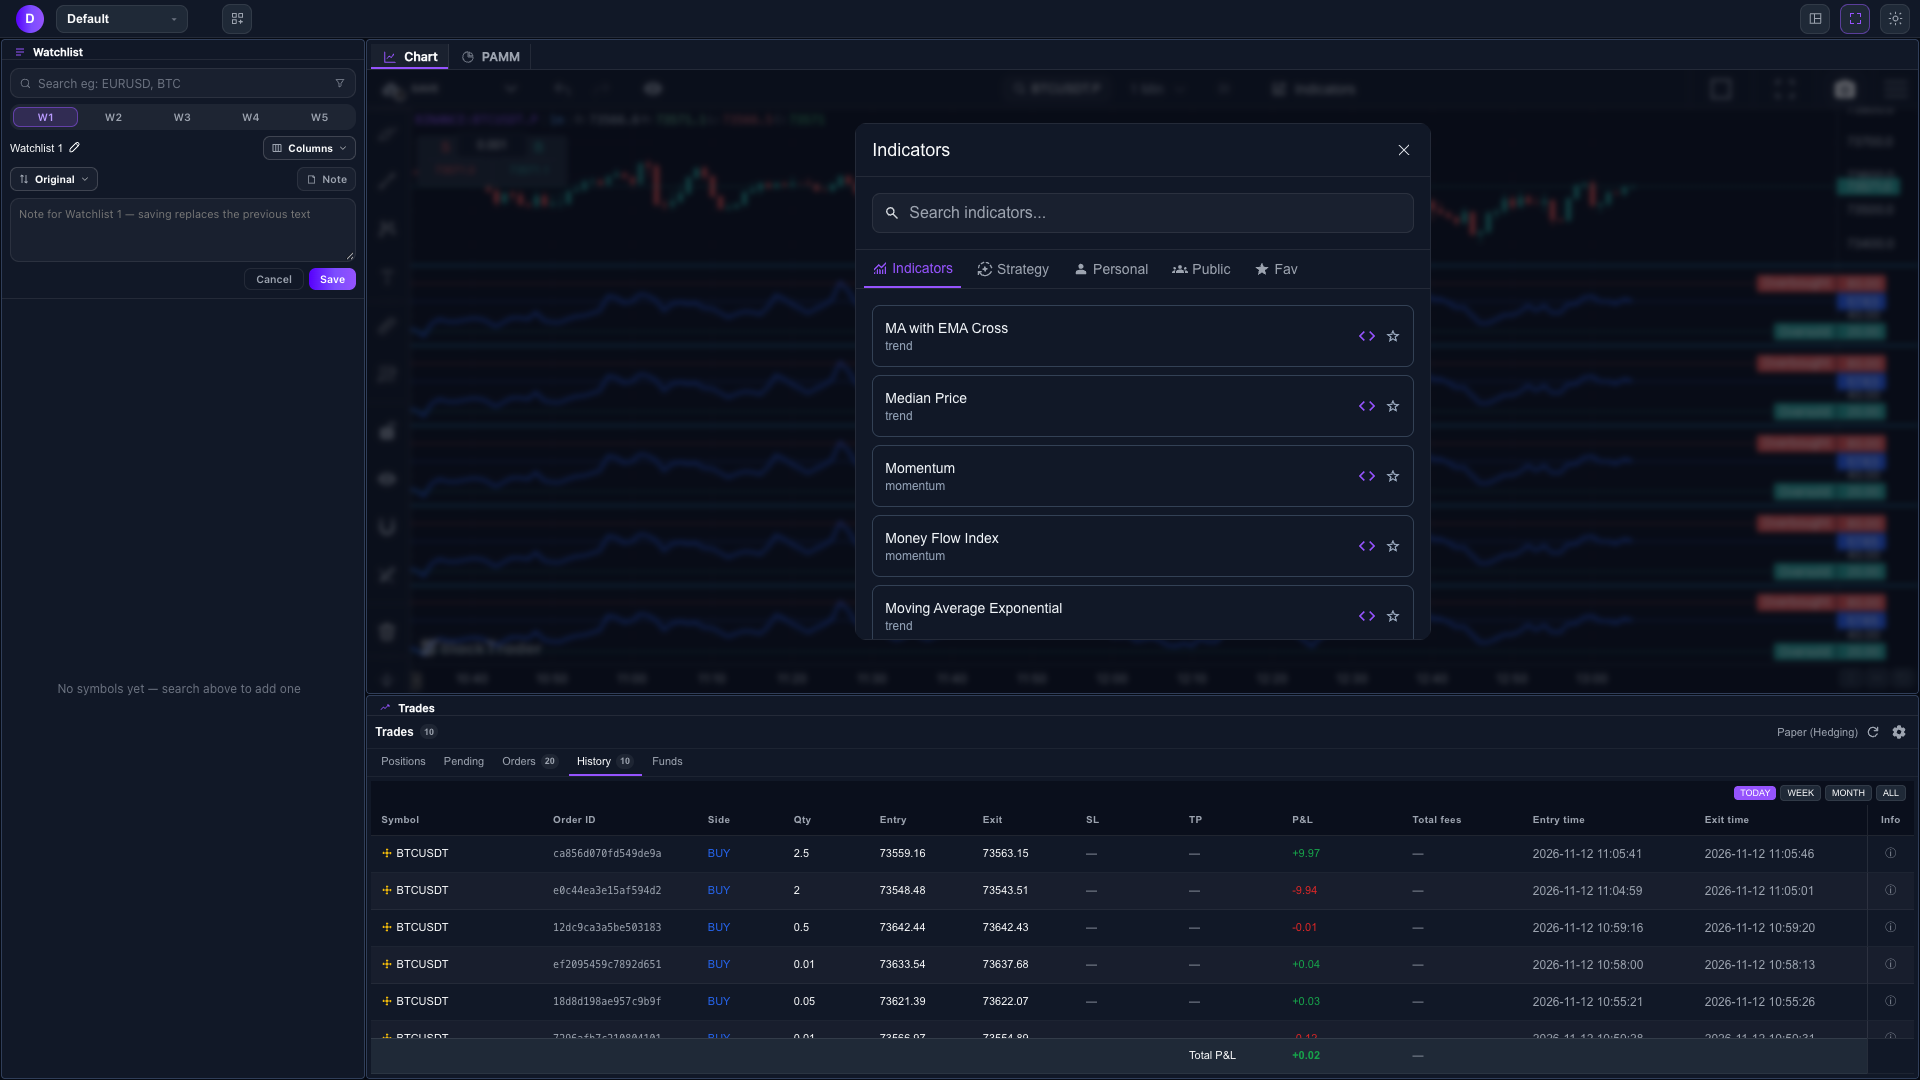 D Default
Watchlist
Search eg: EURUSD, BTC
W1 W2 W3 W4 W5
Watchlist 1 Columns
Original Note
Note for Watchlist 1 — saving replaces the previous text
Cancel Save
No symbols yet — search above to add one
Chart PAMM
Indicators
Indicators
Search indicators...
Indicators Strategy Personal Public Fav
MA with EMA Cross
trend
Median Price
trend
Momentum
momentum
Money Flow Index
momentum
Moving Average Exponential
trend
Trades
Trades 10 Paper (Hedging)
Positions Pending Orders 20 History 10 Funds
TODAY WEEK MONTH ALL
Symbol Order ID Side Qty Entry Exit SL TP P&L Total fees Entry time Exit time Info
BTCUSDT ca856d070fd549de9a BUY 2.5 73559.16 73563.15 — — +9.97 — 2026-11-12 11:05:41 2026-11-12 11:05:46
BTCUSDT e0c44ea3e15af594d2 BUY 2 73548.48 73543.51 — — -9.94 — 2026-11-12 11:04:59 2026-11-12 11:05:01
BTCUSDT 12dc9ca3a5be503183 BUY 0.5 73642.44 73642.43 — — -0.01 — 2026-11-12 10:59:16 2026-11-12 10:59:20
BTCUSDT ef2095459c7892d651 BUY 0.01 73633.54 73637.68 — — +0.04 — 2026-11-12 10:58:00 2026-11-12 10:58:13
BTCUSDT 18d8d198ae957c9b9f BUY 0.05 73621.39 73622.07 — — +0.03 — 2026-11-12 10:55:21 2026-11-12 10:55:26
BTCUSDT BUY 0.01
Total P&L +0.02 —